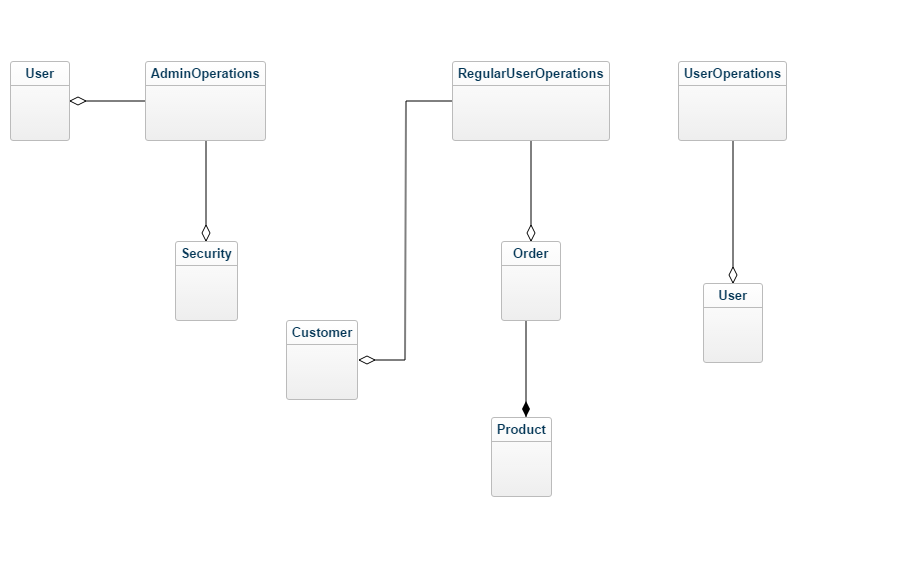 User
AdminOperations
RegularUserOperations
UserOperations
Security
Order
User
Customer
Product